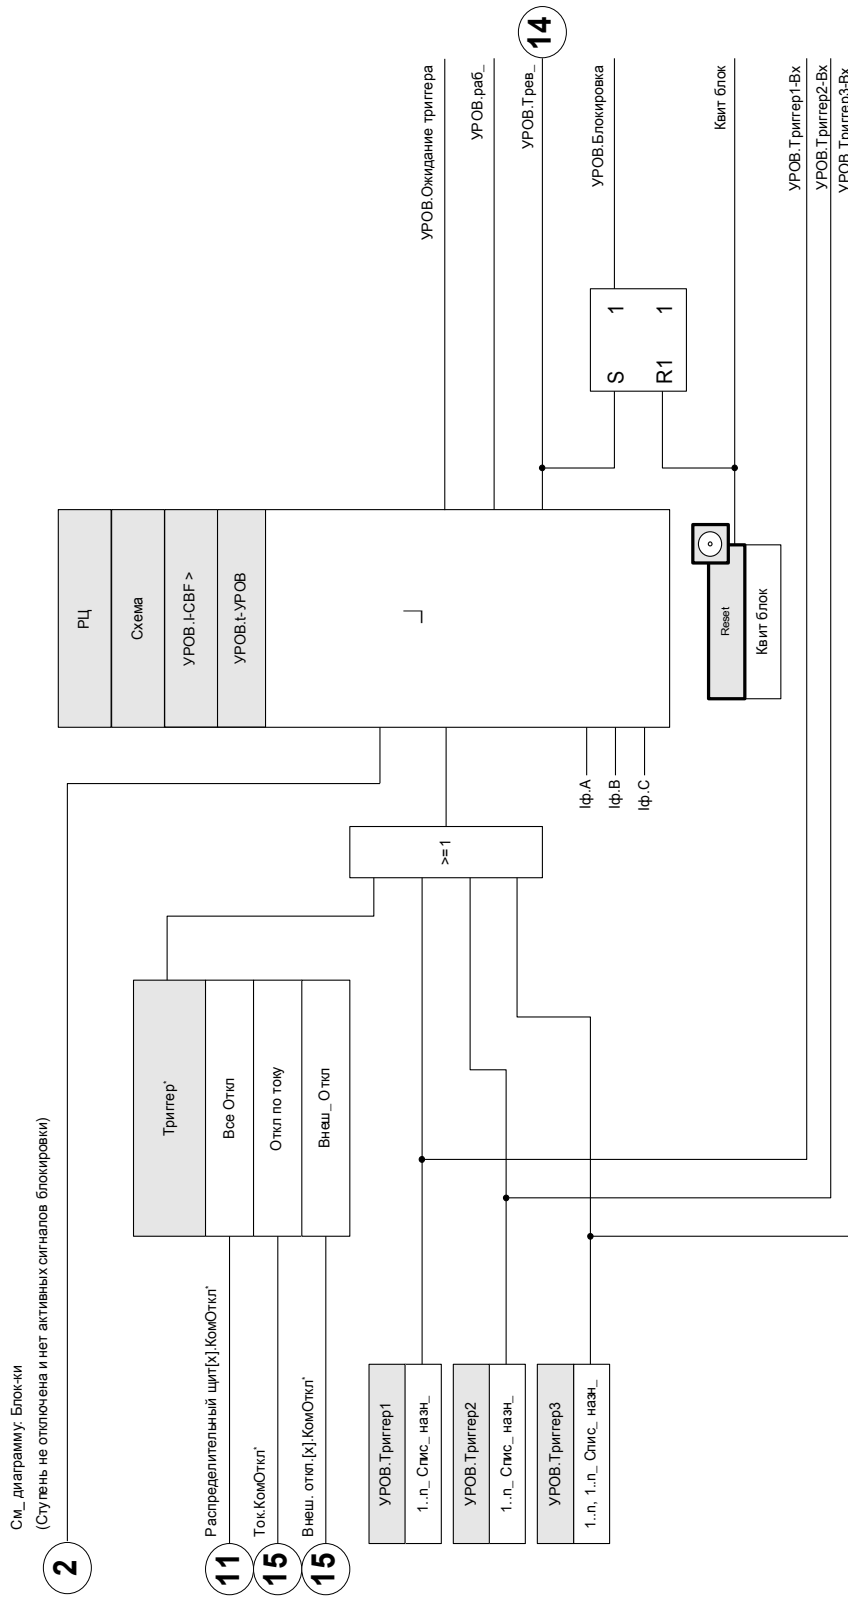 См_ диаграмму: Блок-ки
(Ступень не отключена и нет активных сигналов блокировки)
2
Распределительный щит[x].КомОткл*
11
Ток.КомОткл*
15
Внеш. откл.[x].КомОткл*
15
Триггер*
Все Откл
Откл по току
Внеш_ Откл
УРОВ.Триггер1
1..n_ Спис_ назн_
УРОВ.Триггер2
1..n_ Спис_ назн_
УРОВ.Триггер3
1..n, 1..n_ Спис_ назн_
>=1
РЦ
Схема
УРОВ.I-CBF >
УРОВ.t-УРОВ
Iф.A
Iф.B
Iф.C
Reset
Квит блок
S 1
R1 1
УРОВ.Ожидание триггера
УРОВ.раб_
УРОВ.Трев_
14
УРОВ.Блокировка
Квит блок
УРОВ.Триггер1-Вх
УРОВ.Триггер2-Вх
УРОВ.Триггер3-Вх